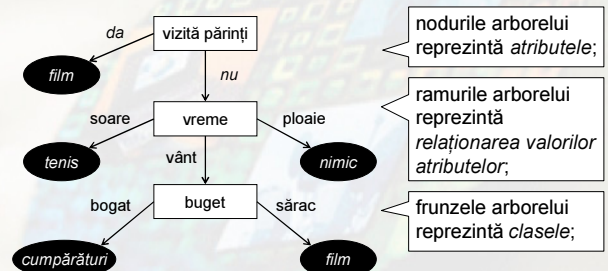 vizită părinți
da
nu
film
vreme
soare
ploaie
tenis
vânt
nimic
buget
bogat
sărac
cumpărături
film
nodurile arborelui
reprezintă atributele;
ramurile arborelui
reprezintă
relaționarea valorilor
atributelor;
frunzele arborelui
reprezintă clasele;